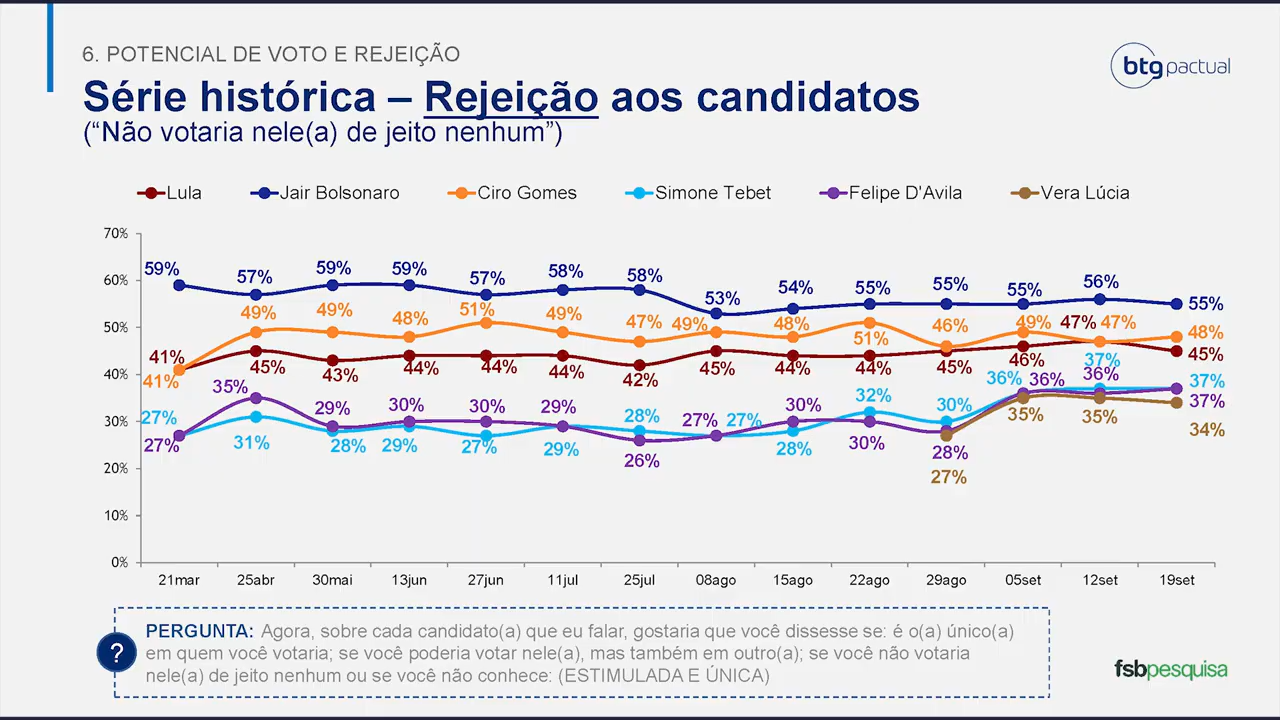 6. POTENCIAL DE VOTO E REJEIÇÃO
btgpactual
Série histórica – Rejeição aos candidatos
(“Não votaria nele(a) de jeito nenhum”)
Lula Jair Bolsonaro Ciro Gomes Simone Tebet Felipe D'Avila Vera Lúcia
70%
60%
50%
40%
30%
20%
10%
0%
59% 57% 59% 59% 57% 58% 58% 53% 54% 55% 55% 55% 56% 55%
41% 49% 49% 48% 51% 49% 47% 49% 48% 51% 46% 49% 47% 48%
41% 45% 43% 44% 44% 44% 42% 45% 44% 44% 45% 46% 47% 45%
27% 31% 28% 29% 27% 29% 28% 27% 28% 32% 30% 36% 37% 37%
27% 35% 29% 30% 30% 29% 26% 27% 30% 30% 28% 36% 36% 37%
27% 35% 35% 34%
21mar 25abr 30mai 13jun 27jun 11jul 25jul 08ago 15ago 22ago 29ago 05set 12set 19set
?
PERGUNTA: Agora, sobre cada candidato(a) que eu falar, gostaria que você dissesse se: é o(a) único(a)
em quem você votaria; se você poderia votar nele(a), mas também em outro(a); se você não votaria
nele(a) de jeito nenhum ou se você não conhece: (ESTIMULADA E ÚNICA)
fsbpesquisa